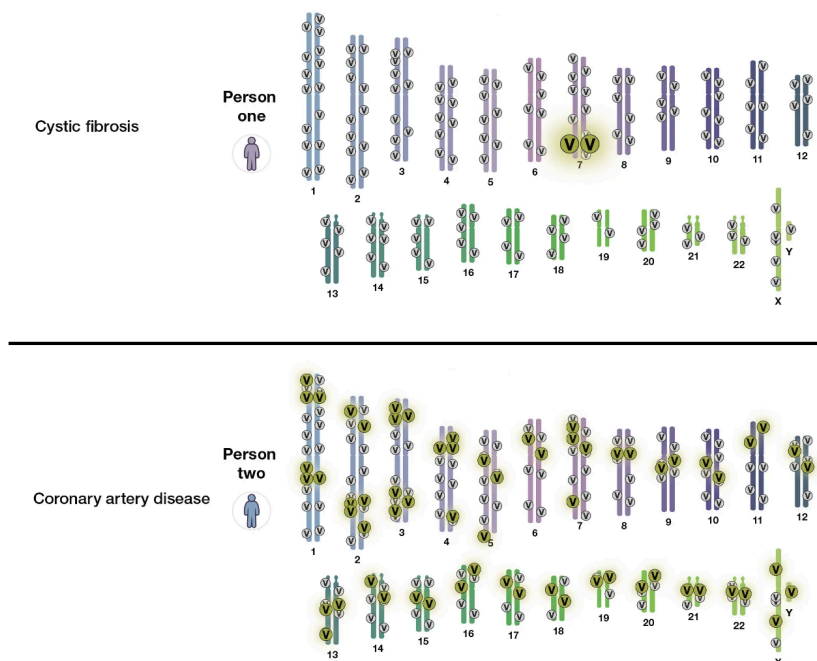 Cystic fibrosis
Person
one
V V
1 2 3 4 5 6 7 8 9 10 11 12
13 14 15 16 17 18 19 20 21 22 X Y
Coronary artery disease
Person
two
1 2 3 4 5 6 7 8 9 10 11 12
13 14 15 16 17 18 19 20 21 22 Y